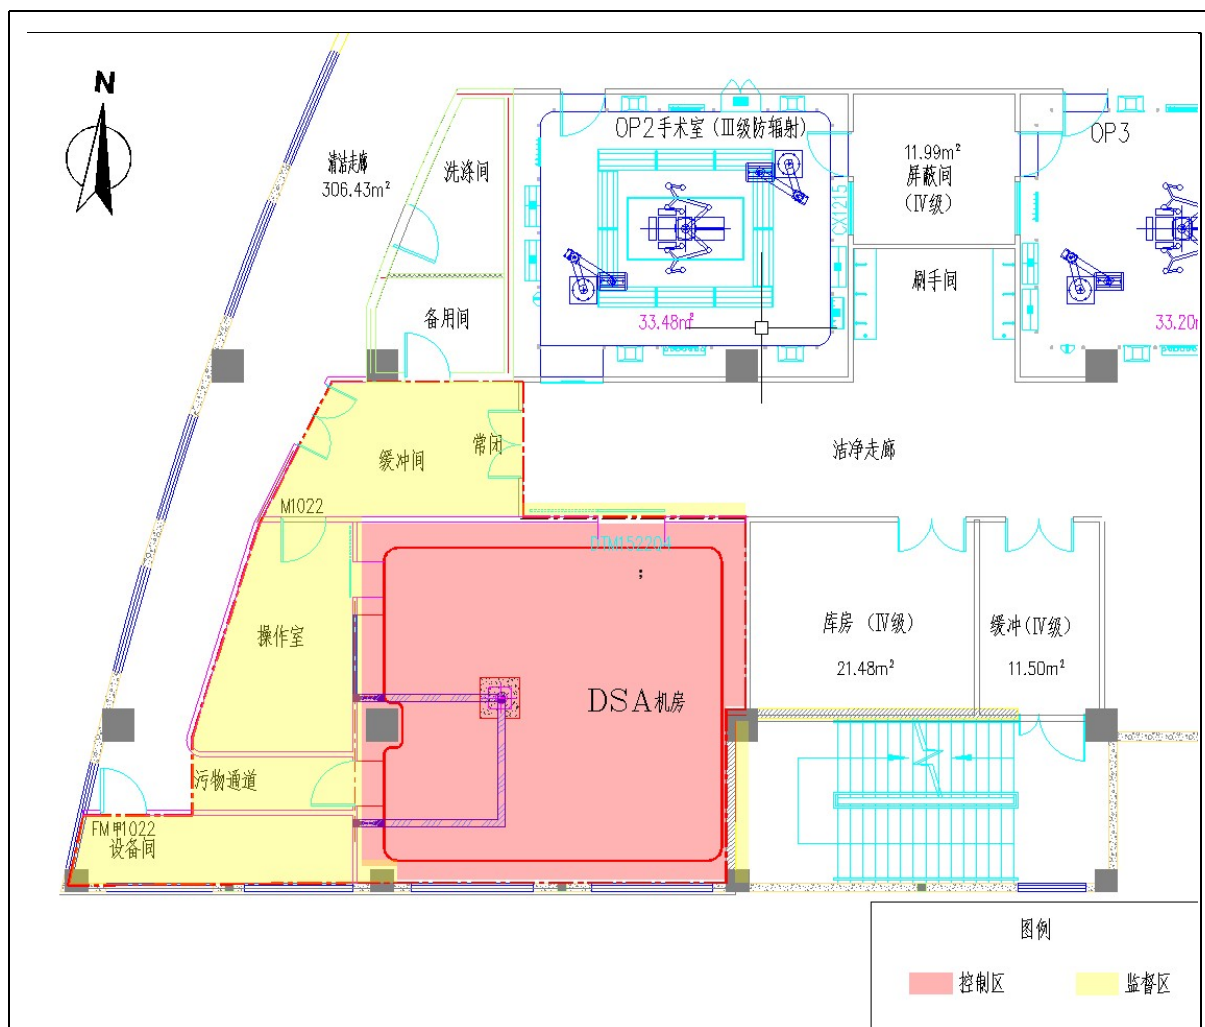 N
清洁走廊
306.43m²
洗涤间
OP2手术室（Ⅲ级防辐射）
CX1215
11.99m²
屏蔽间
（Ⅳ级）
OP3
备用间
33.48m²
刷手间
33.20m
缓冲间
常闭
洁净走廊
M1022
DTM152204
;
操作室
DSA机房
库房（Ⅳ级）
21.48m²
缓冲(Ⅳ级)
11.50m²
污物通道
FM甲1022
设备间
图例
控制区
监督区